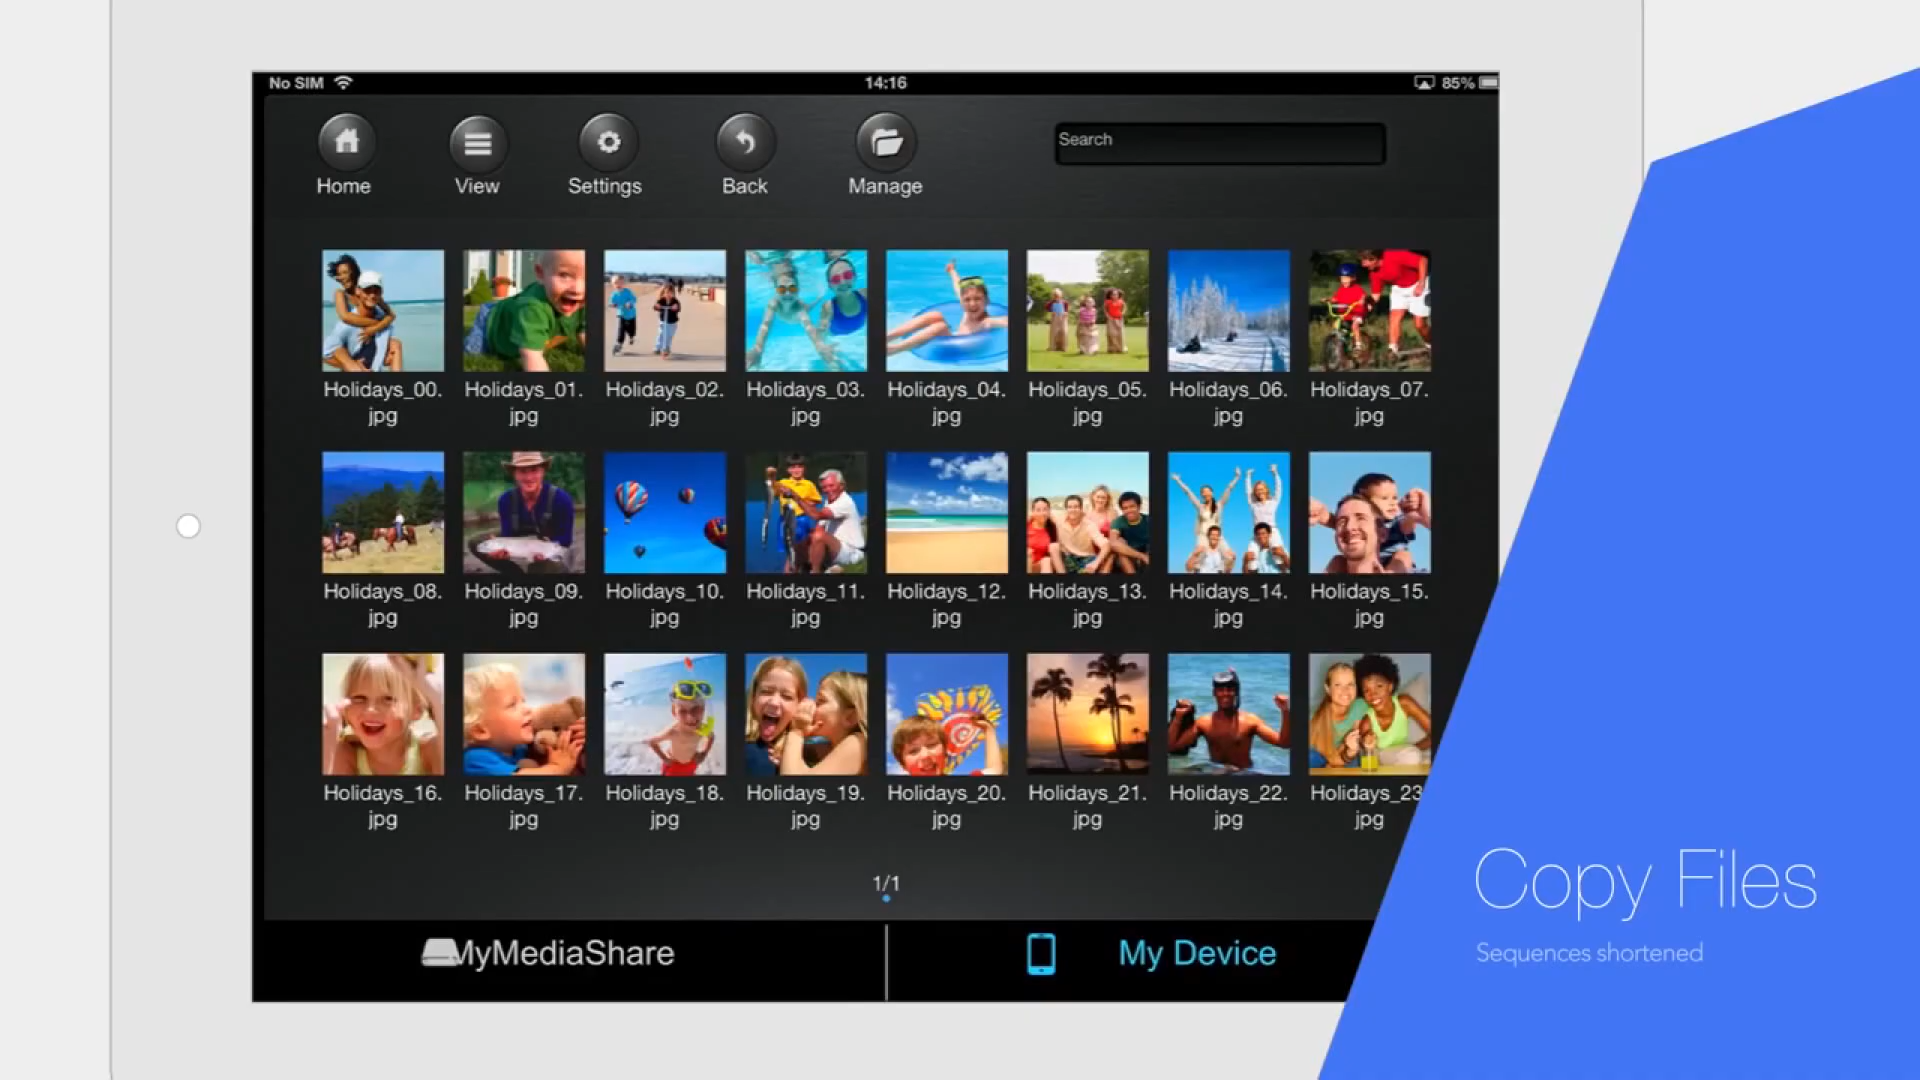 No SIM
14:16
85%
Home
View
Settings
Back
Manage
Search
Holidays_00.
jpg
Holidays_01.
jpg
Holidays_02.
jpg
Holidays_03.
jpg
Holidays_04.
jpg
Holidays_05.
jpg
Holidays_06.
jpg
Holidays_07.
jpg
Holidays_08.
jpg
Holidays_09.
jpg
Holidays_10.
jpg
Holidays_11.
jpg
Holidays_12.
jpg
Holidays_13.
jpg
Holidays_14.
jpg
Holidays_15.
jpg
Holidays_16.
jpg
Holidays_17.
jpg
Holidays_18.
jpg
Holidays_19.
jpg
Holidays_20.
jpg
Holidays_21.
jpg
Holidays_22.
jpg
Holidays_23
jpg
1/1
MyMediaShare
My Device
Copy Files
Sequences shortened